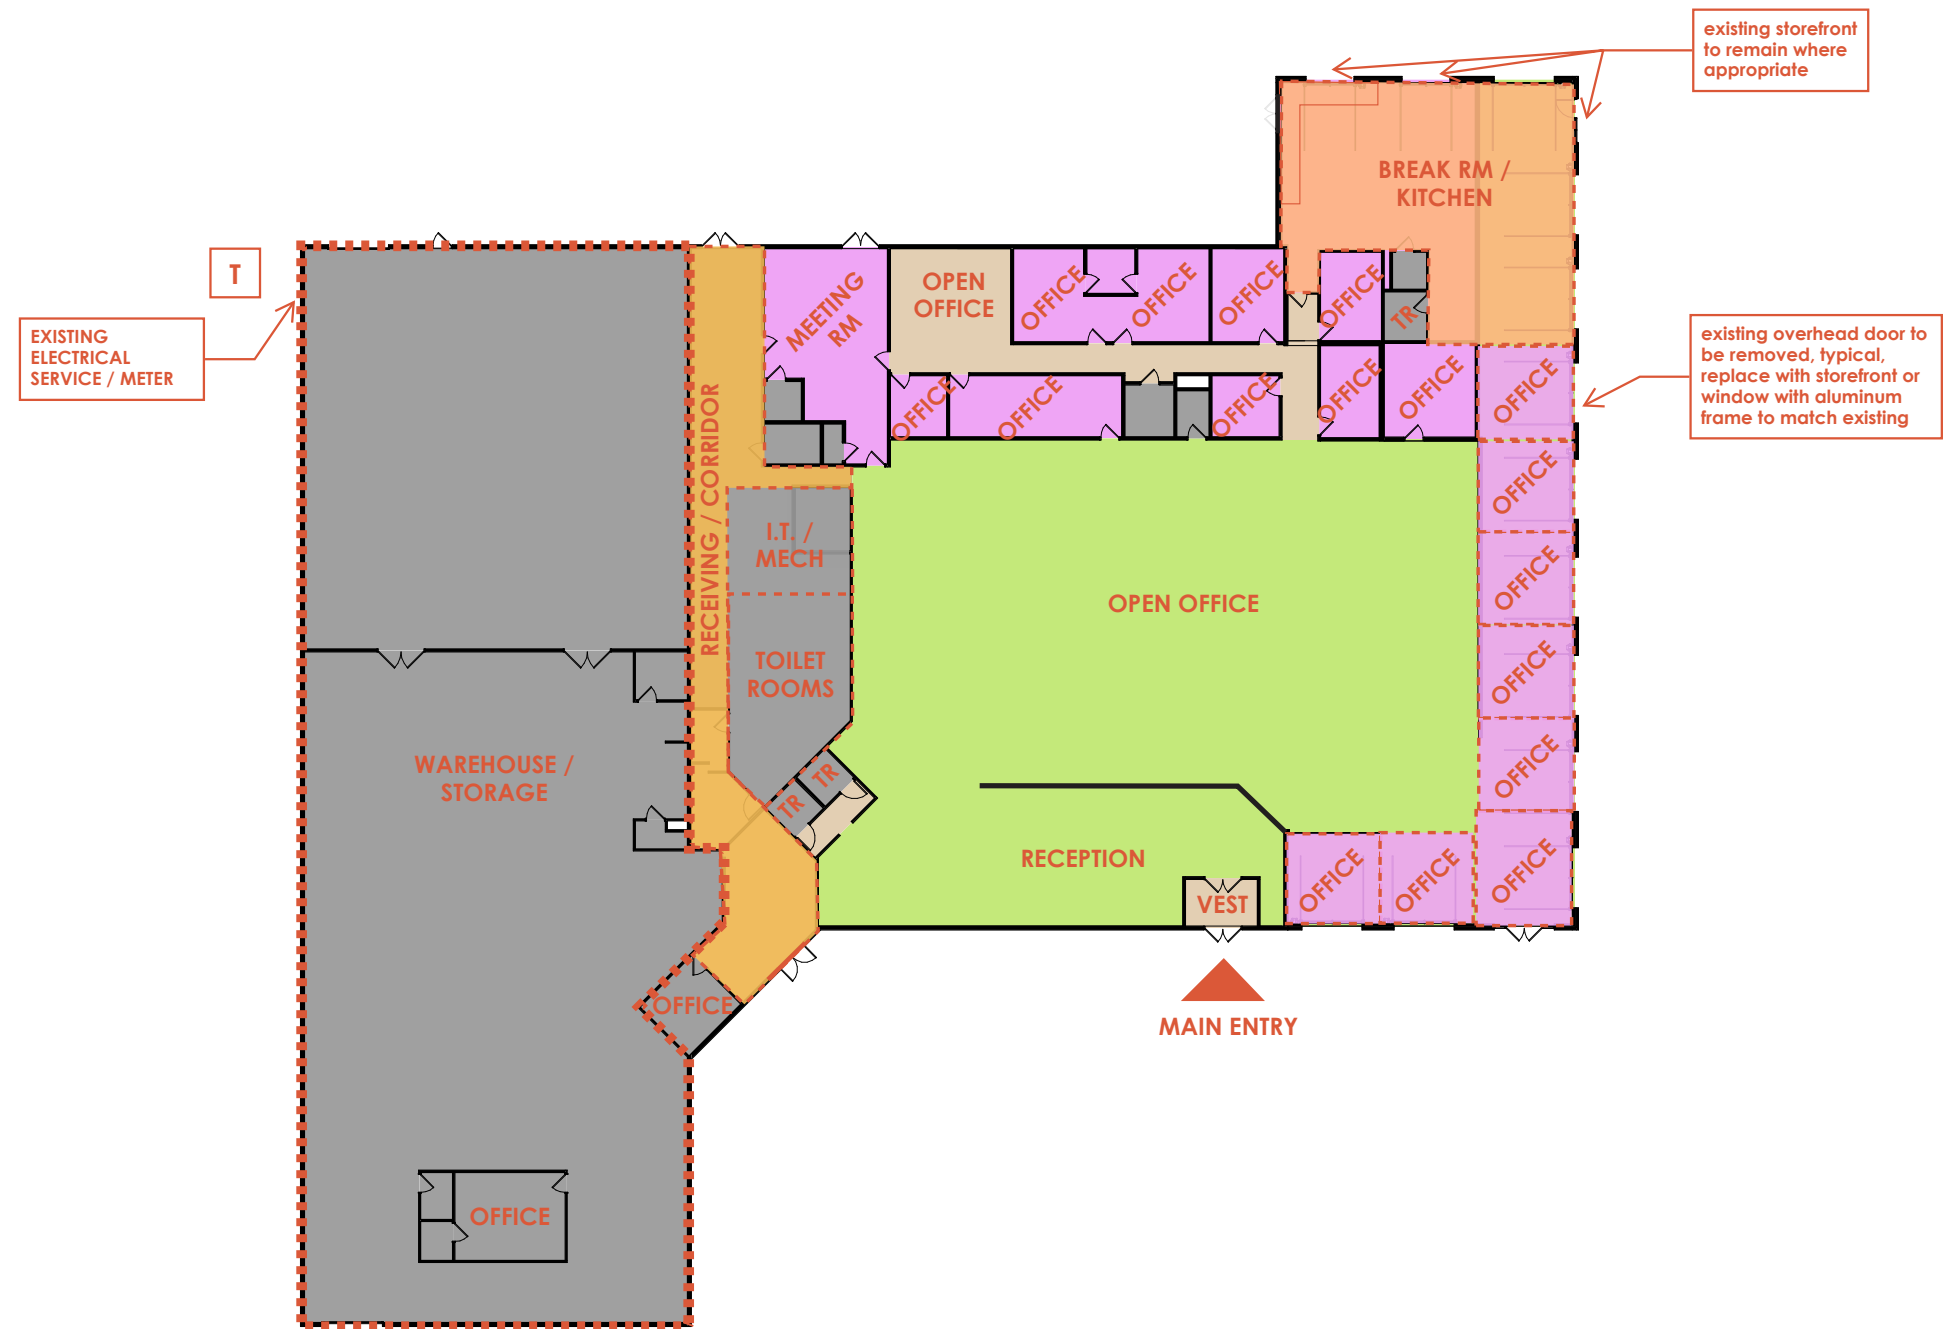 existing storefront
to remain where
appropriate
BREAK RM /
KITCHEN
T
EXISTING
ELECTRICAL
SERVICE / METER
existing overhead door to
be removed, typical,
replace with storefront or
window with aluminum
frame to match existing
MEETING
RM
OPEN
OFFICE
OFFICE
OFFICE
OFFICE
OFFICE
TR
OFFICE
OFFICE
OFFICE
OFFICE
OFFICE
OFFICE
RECEIVING / CORRIDOR
OFFICE
I.T. /
MECH
OPEN OFFICE
OFFICE
TOILET
ROOMS
OFFICE
WAREHOUSE /
STORAGE
TR
TR
OFFICE
RECEPTION
OFFICE
OFFICE
OFFICE
VEST
OFFICE
MAIN ENTRY
OFFICE